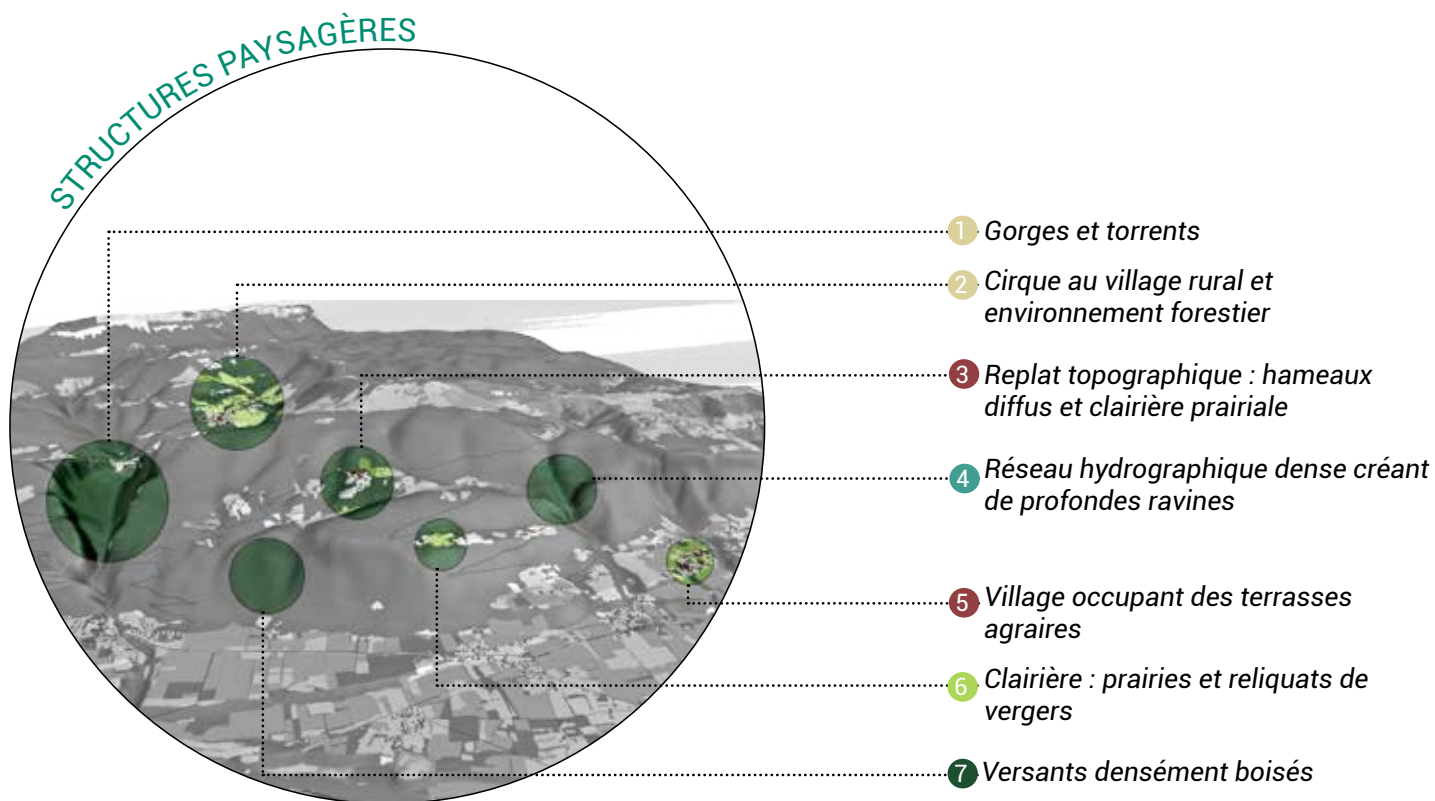 STRUCTURES PAYSAGÈRES
1 Gorges et torrents
2 Cirque au village rural et
environnement forestier
3 Replat topographique : hameaux
diffus et clairière prairiale
4 Réseau hydrographique dense créant
de profondes ravines
5 Village occupant des terrasses
agraires
6 Clairière : prairies et reliquats de
vergers
7 Versants densément boisés